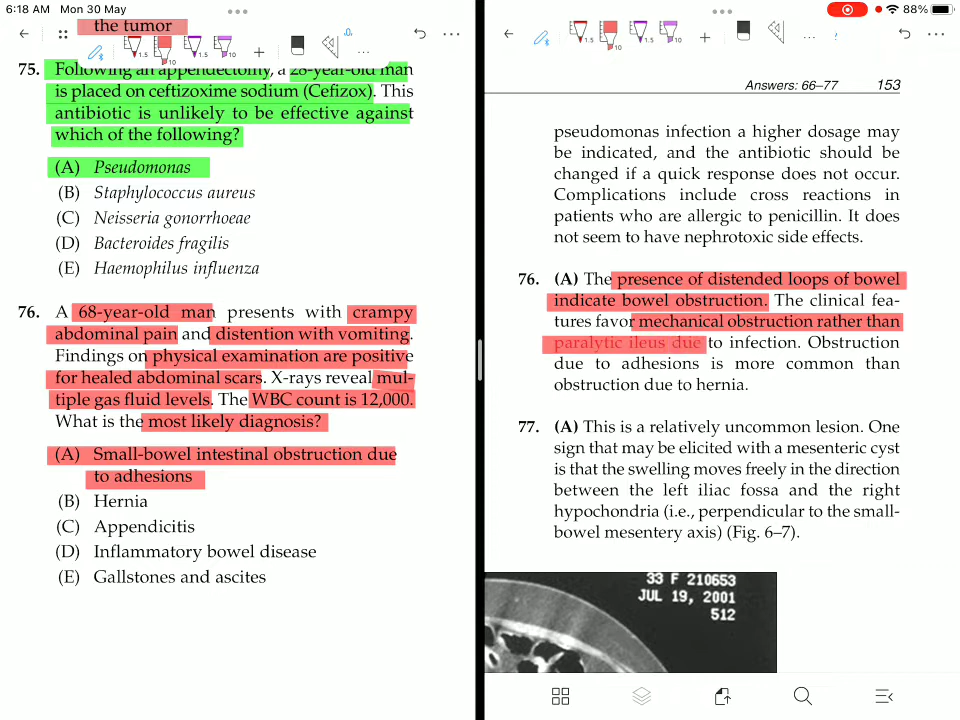 6:18 AM Mon 30 May
88%
the tumor
1.5 10 1.5 10
1.5 10 1.5 10
75. Following an appendectomy, a 28-year-old man
is placed on ceftizoxime sodium (Cefizox). This
antibiotic is unlikely to be effective against
which of the following?
(A) Pseudomonas
(B) Staphylococcus aureus
(C) Neisseria gonorrhoeae
(D) Bacteroides fragilis
(E) Haemophilus influenza
76. A 68-year-old man presents with crampy
abdominal pain and distention with vomiting.
Findings on physical examination are positive
for healed abdominal scars. X-rays reveal mul-
tiple gas fluid levels. The WBC count is 12,000.
What is the most likely diagnosis?
(A) Small-bowel intestinal obstruction due
to adhesions
(B) Hernia
(C) Appendicitis
(D) Inflammatory bowel disease
(E) Gallstones and ascites
Answers: 66–77 153
pseudomonas infection a higher dosage may
be indicated, and the antibiotic should be
changed if a quick response does not occur.
Complications include cross reactions in
patients who are allergic to penicillin. It does
not seem to have nephrotoxic side effects.
76. (A) The presence of distended loops of bowel
indicate bowel obstruction. The clinical fea-
tures favor mechanical obstruction rather than
paralytic ileus due to infection. Obstruction
due to adhesions is more common than
obstruction due to hernia.
77. (A) This is a relatively uncommon lesion. One
sign that may be elicited with a mesenteric cyst
is that the swelling moves freely in the direction
between the left iliac fossa and the right
hypochondria (i.e., perpendicular to the small-
bowel mesentery axis) (Fig. 6–7).
33 F 210653
JUL 19, 2001
512